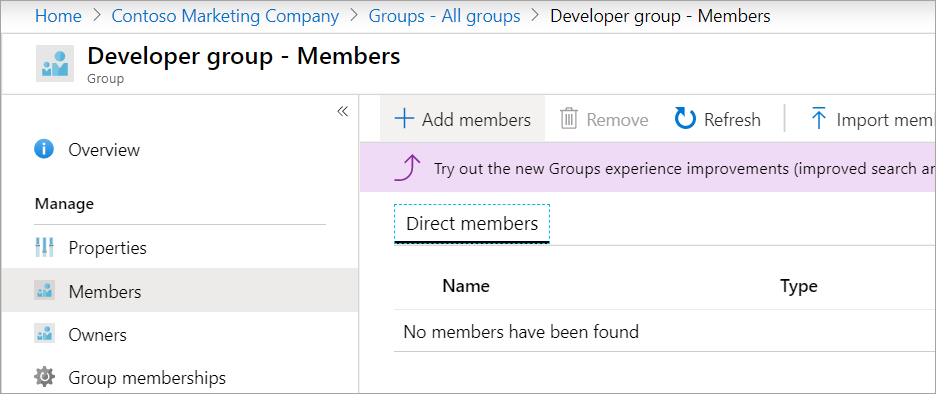 Home > Contoso Marketing Company > Groups - All groups > Developer group - Members
Developer group - Members
Group
«
Overview
Manage
Properties
Members
Owners
Group memberships
Add members Remove Refresh Import mem
Try out the new Groups experience improvements (improved search
Direct members
Name Type
No members have been found